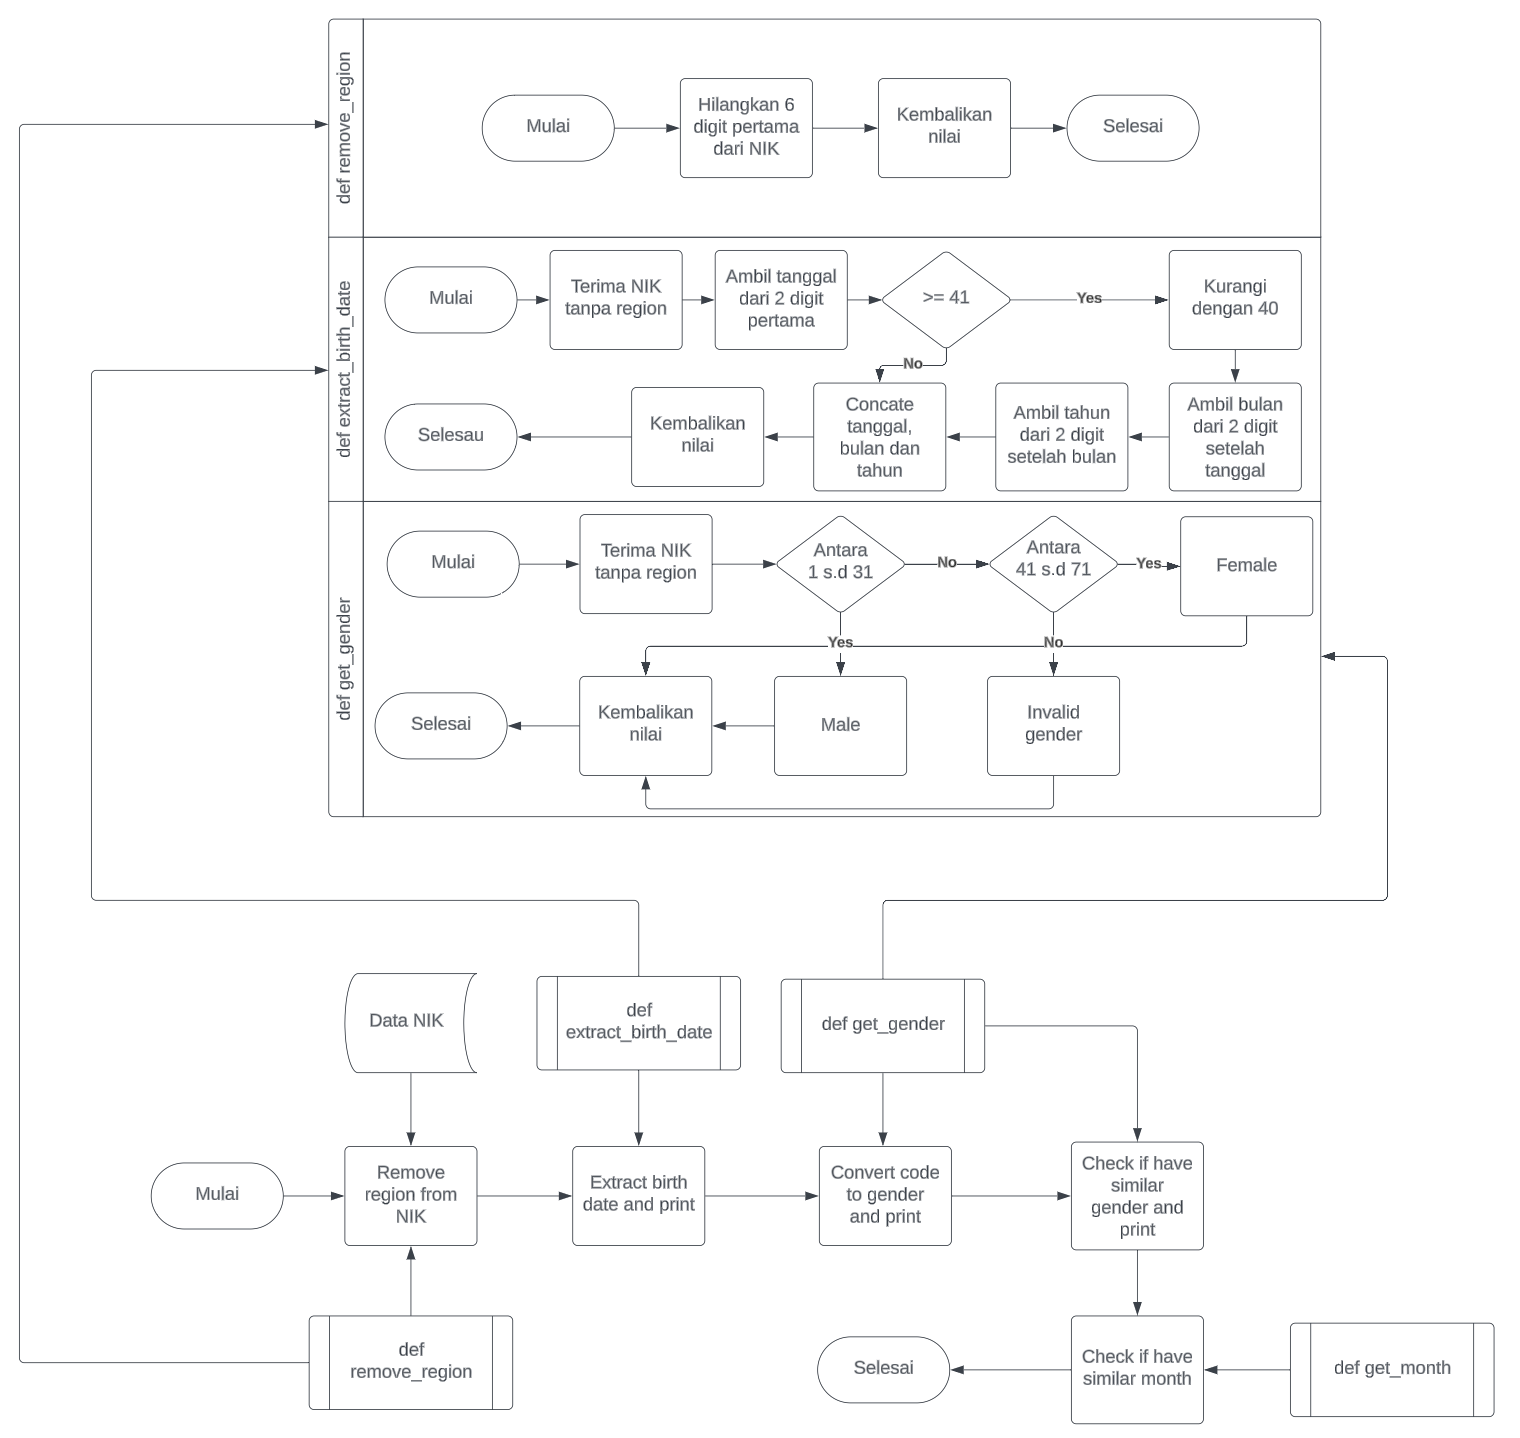 def remove_region
Mulai
Hilangkan 6
digit pertama
dari NIK
Kembalikan
nilai
Selesai
def extract_birth_date
Mulai
Terima NIK
tanpa region
Ambil tanggal
dari 2 digit
pertama
>= 41
Yes
Kurangi
dengan 40
No
Selesau
Kembalikan
nilai
Concate
tanggal,
bulan dan
tahun
Ambil tahun
dari 2 digit
setelah bulan
Ambil bulan
dari 2 digit
setelah
tanggal
def get_gender
Mulai
Terima NIK
tanpa region
Antara
1 s.d 31
No
Antara
41 s.d 71
Yes
Female
Yes
No
Selesai
Kembalikan
nilai
Male
Invalid
gender
Data NIK
def
extract_birth_date
def get_gender
Mulai
Remove
region from
NIK
Extract birth
date and print
Convert code
to gender
and print
Check if have
similar
gender and
print
def
remove_region
Selesai
Check if have
similar month
def get_month